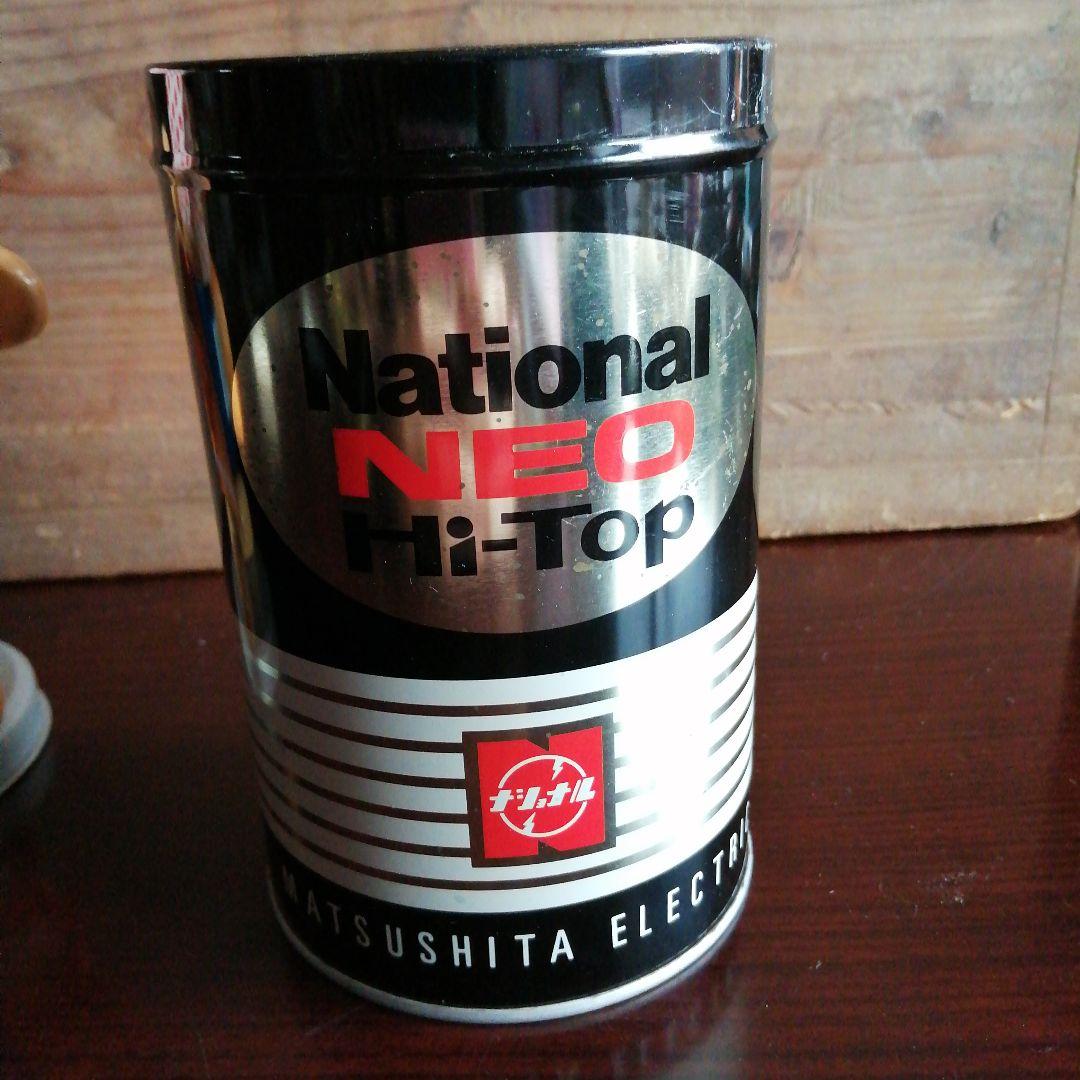 National
NEO
Hi-Top
ナショナル
MATSUSHITA ELECTRIC